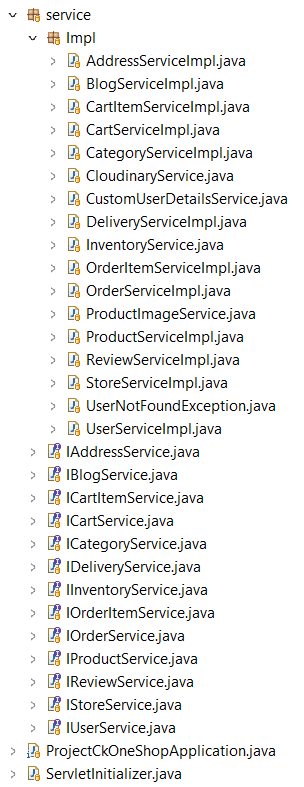 service
Impl
AddressServiceImpl.java
BlogServiceImpl.java
CartItemServiceImpl.java
CartServiceImpl.java
CategoryServiceImpl.java
CloudinaryService.java
CustomUserDetailsService.java
DeliveryServiceImpl.java
InventoryService.java
OrderItemServiceImpl.java
OrderServiceImpl.java
ProductImageService.java
ProductServiceImpl.java
ReviewServiceImpl.java
StoreServiceImpl.java
UserNotFoundException.java
UserServiceImpl.java
IAddressService.java
IBlogService.java
ICartItemService.java
ICartService.java
ICategoryService.java
IDeliveryService.java
IInventoryService.java
IOrderItemService.java
IOrderService.java
IProductService.java
IReviewService.java
IStoreService.java
IUserService.java
ProjectCkOneShopApplication.java
ServletInitializer.java